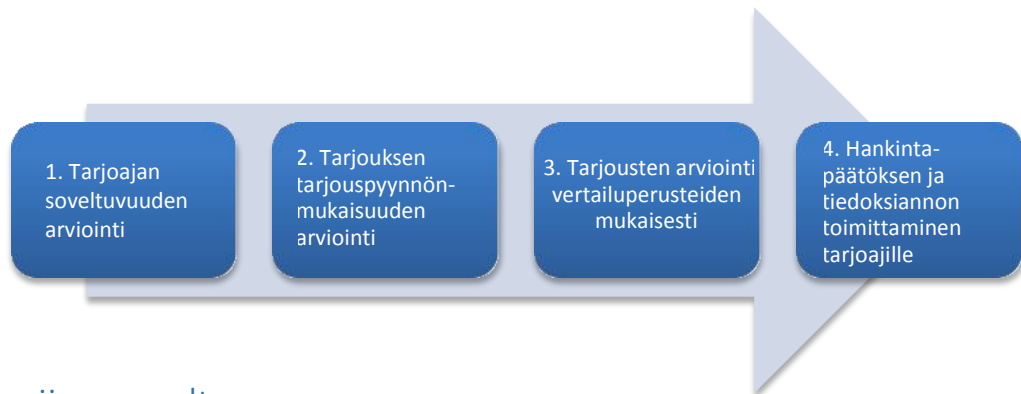 1. Tarjoajan
soveltuvuuden
arviointi
2. Tarjouksen
tarjouspyynnön-
mukaisuuden
arviointi
3. Tarjousten arviointi
vertailuperusteiden
mukaisesti
4. Hankinta-
päätöksen ja
tiedoksiannon
toimittaminen
tarjoajille